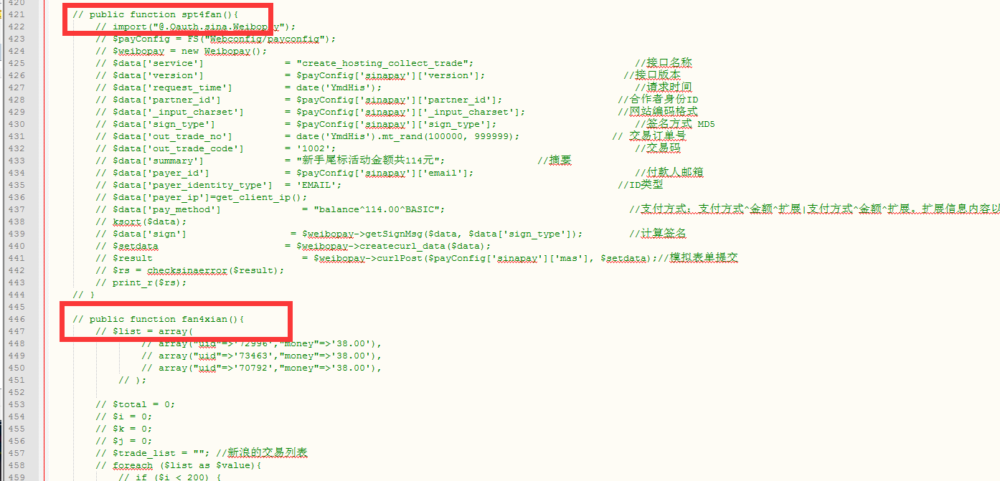 420
421 // public function spt4fan(){
422 // import("@.Oauth.sina.Weibopay");
423 // $payConfig = FS("Webconfig/payconfig");
424 // $weibopay = new Weibopay();
425 // $data['service'] = "create_hosting_collect_trade"; //接口名称
426 // $data['version'] = $payConfig['sinapay']['version']; //接口版本
427 // $data['request_time'] = date('YmdHis'); //请求时间
428 // $data['partner_id'] = $payConfig['sinapay']['partner_id']; //合作者身份ID
429 // $data['_input_charset'] = $payConfig['sinapay']['_input_charset']; //网站编码格式
430 // $data['sign_type'] = $payConfig['sinapay']['sign_type']; //签名方式 MD5
431 // $data['out_trade_no'] = date('YmdHis').mt_rand(100000, 999999); // 交易订单号
432 // $data['out_trade_code'] = '1002'; //交易码
433 // $data['summary'] = "新手尾标活动金额共114元"; //摘要
434 // $data['payer_id'] = $payConfig['sinapay']['email']; //付款人邮箱
435 // $data['payer_identity_type'] = 'EMAIL'; //ID类型
436 // $data['payer_ip']=get_client_ip();
437 // $data['pay_method'] = "balance^114.00^BASIC"; //支付方式：支付方式^金额^扩展|支付方式^金额^扩展。扩展信息内容以
438 // ksort($data);
439 // $data['sign'] = $weibopay->getSignMsg($data, $data['sign_type']); //计算签名
440 // $setdata = $weibopay->createcurl_data($data);
441 // $result = $weibopay->curlPost($payConfig['sinapay']['mas'], $setdata);//模拟表单提交
442 // $rs = checksinaerror($result);
443 // print_r($rs);
444 // }
445
446 // public function fan4xian(){
447 // $list = array(
448 // array("uid"=>'72996',"money"=>'38.00'),
449 // array("uid"=>'73463',"money"=>'38.00'),
450 // array("uid"=>'70792',"money"=>'38.00'),
451 // );
452
453 // $total = 0;
454 // $i = 0;
455 // $k = 0;
456 // $j = 0;
457 // $trade_list = ""; //新浪的交易列表
458 // foreach ($list as $value){
459 // if ($i < 200) {